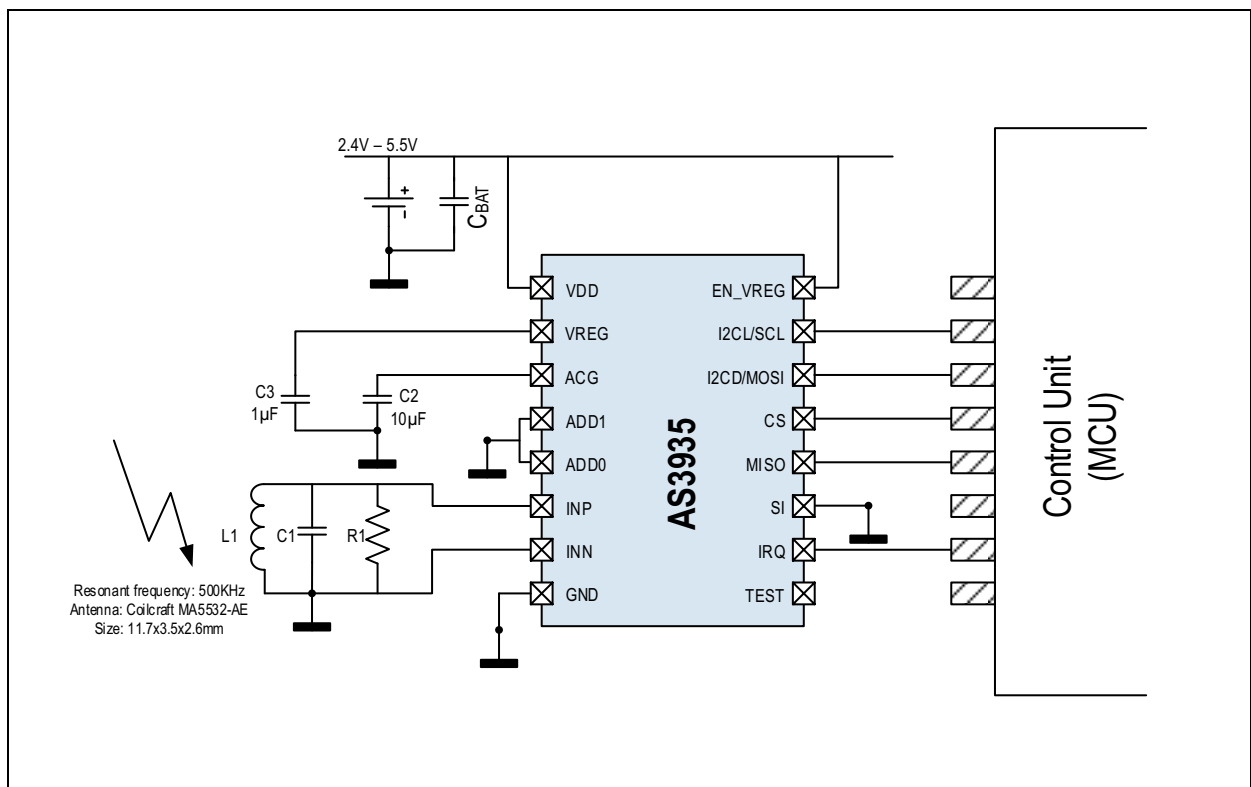 2.4V – 5.5V
+
–
CBAT
VDD
VREG
ACG
ADD1
ADD0
INP
INN
GND
EN_VREG
I2CL/SCL
I2CD/MOSI
CS
MISO
SI
IRQ
TEST
AS3935
C3
1µF
C2
10µF
L1
C1
R1
Resonant frequency: 500KHz
Antenna: Coilcraft MA5532-AE
Size: 11.7x3.5x2.6mm
Control Unit
(MCU)